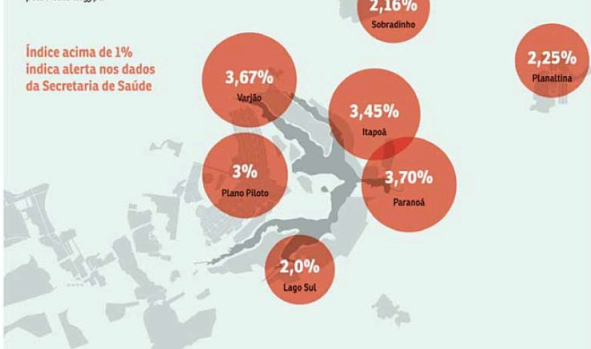 2,16%
Sobradinho
Índice acima de 1%
indica alerta nos dados
da Secretaria de Saúde
2,25%
Planaltina
3,67%
Varjão
3,45%
Itapoã
3%
Plano Piloto
3,70%
Paranoá
2,0%
Lago Sul